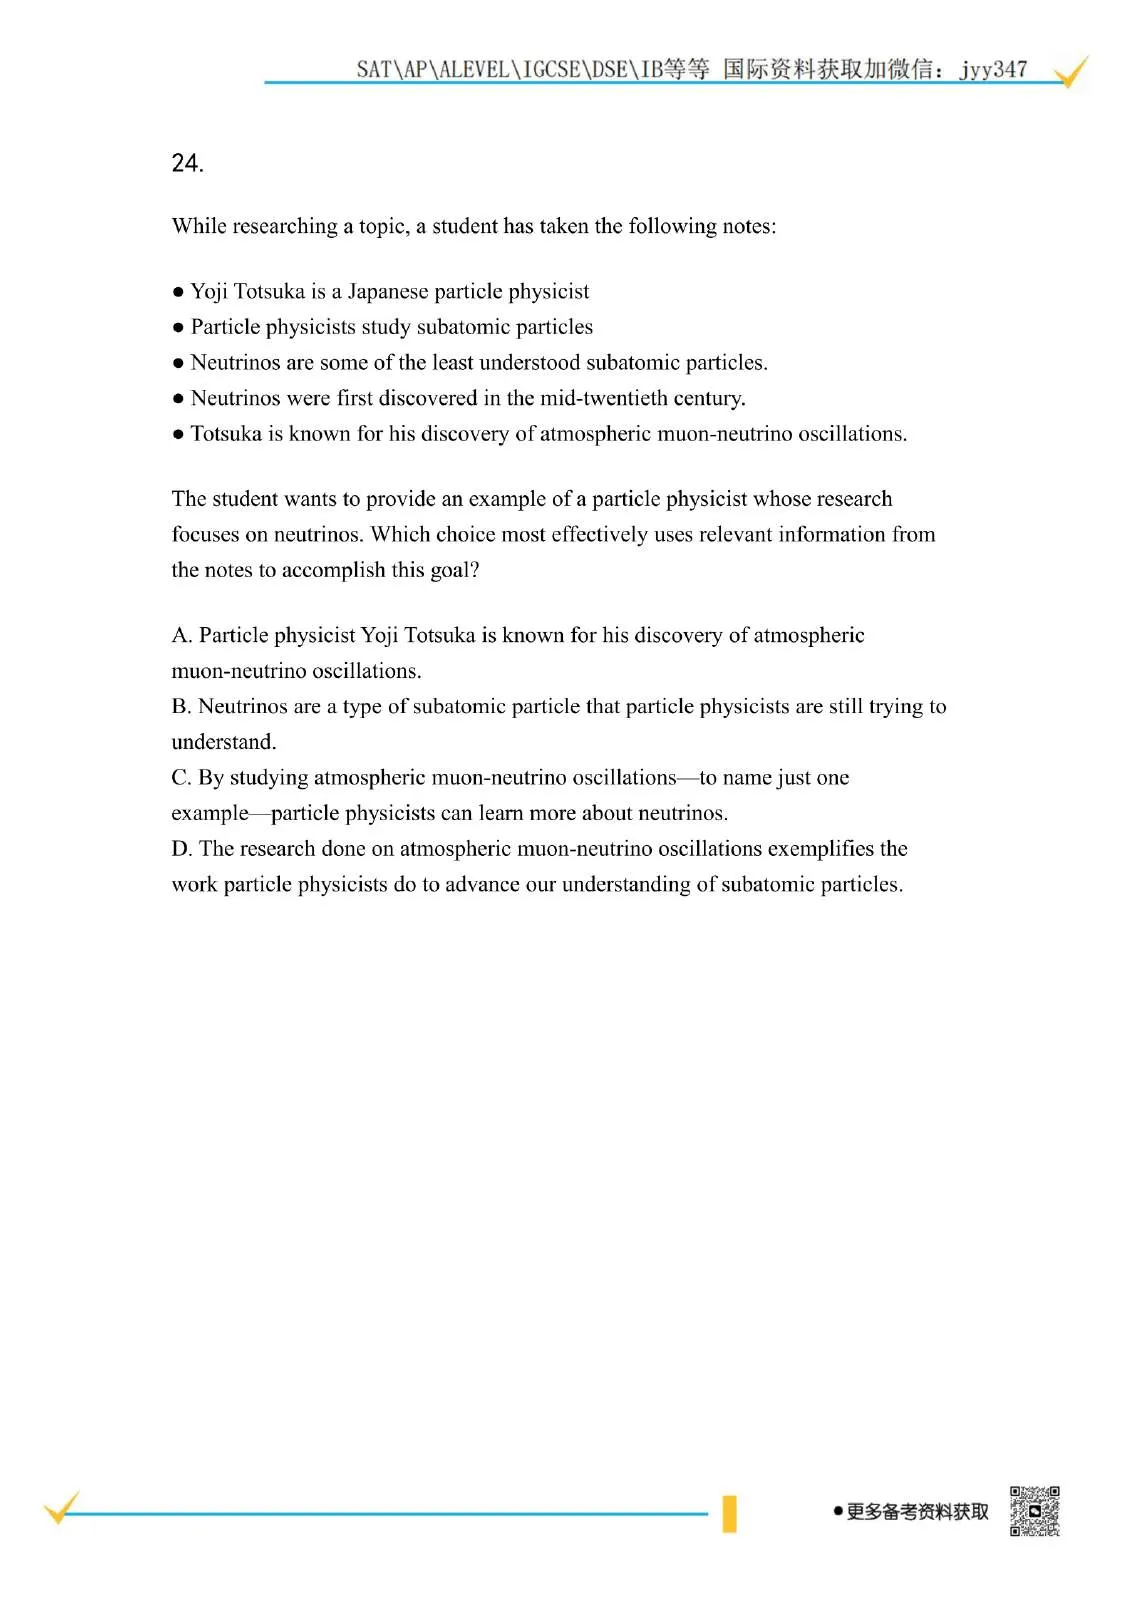 SAT\AP\ALEVEL\IGCSE\DSE\IB等等 国际资料获取加微信：jyy347
24.
While researching a topic, a student has taken the following notes:
● Yoji Totsuka is a Japanese particle physicist
● Particle physicists study subatomic particles
● Neutrinos are some of the least understood subatomic particles.
● Neutrinos were first discovered in the mid-twentieth century.
● Totsuka is known for his discovery of atmospheric muon-neutrino oscillations.
The student wants to provide an example of a particle physicist whose research
focuses on neutrinos. Which choice most effectively uses relevant information from
the notes to accomplish this goal?
A. Particle physicist Yoji Totsuka is known for his discovery of atmospheric
muon-neutrino oscillations.
B. Neutrinos are a type of subatomic particle that particle physicists are still trying to
understand.
C. By studying atmospheric muon-neutrino oscillations—to name just one
example—particle physicists can learn more about neutrinos.
D. The research done on atmospheric muon-neutrino oscillations exemplifies the
work particle physicists do to advance our understanding of subatomic particles.
●更多备考资料获取